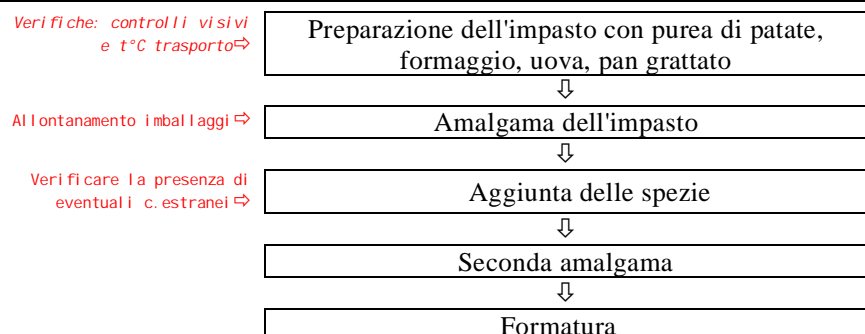 Verifiche: controlli visivi
e t°C trasporto⇨
Preparazione dell'impasto con purea di patate,
formaggio, uova, pan grattato
⇩
Allontanamento imballaggi⇨
Amalgama dell'impasto
⇩
Verificare la presenza di
eventuali c.estranei⇨
Aggiunta delle spezie
⇩
Seconda amalgama
⇩
Formatura